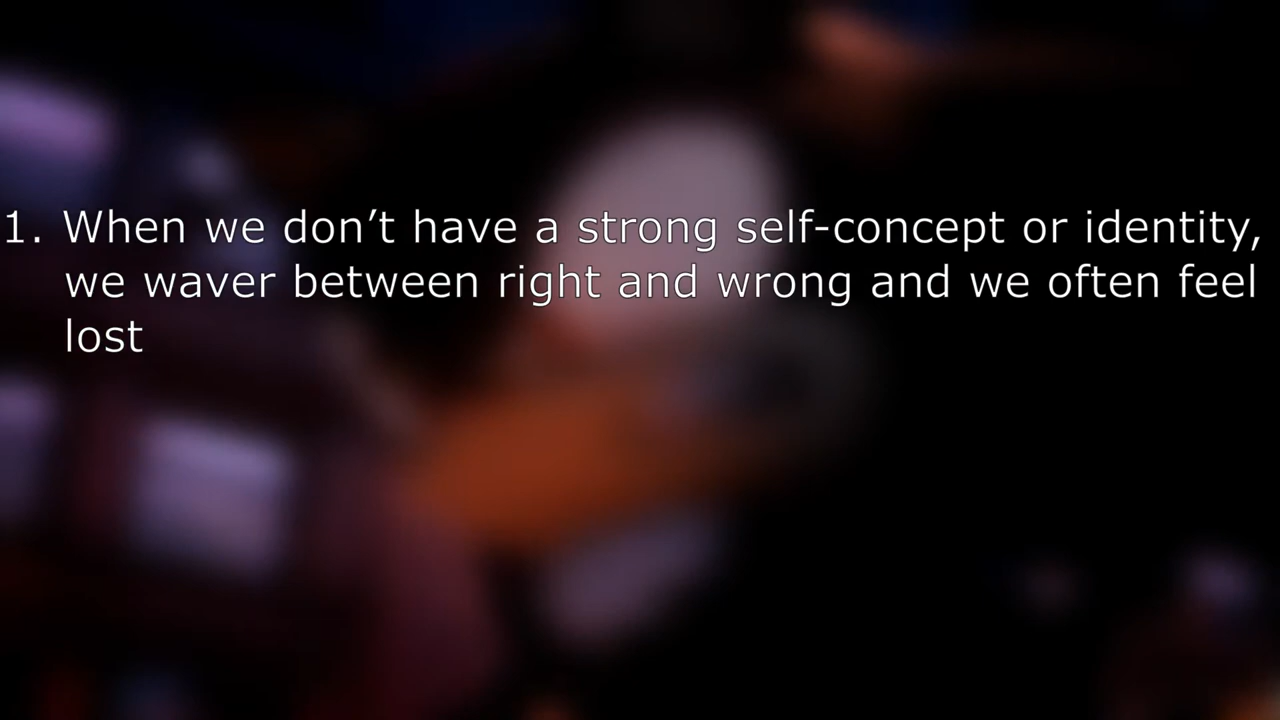 1. When we don’t have a strong self-concept or identity,
we waver between right and wrong and we often feel
lost